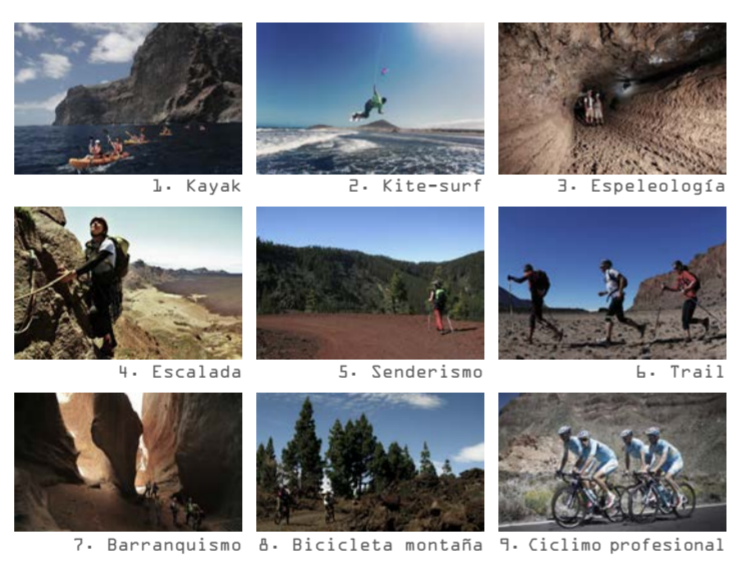 1. Kayak
2. Kite-surf
3. Espeleología
4. Escalada
5. Senderismo
6. Trail
7. Barranquismo
8. Bicicleta montaña
9. Ciclimo profesional